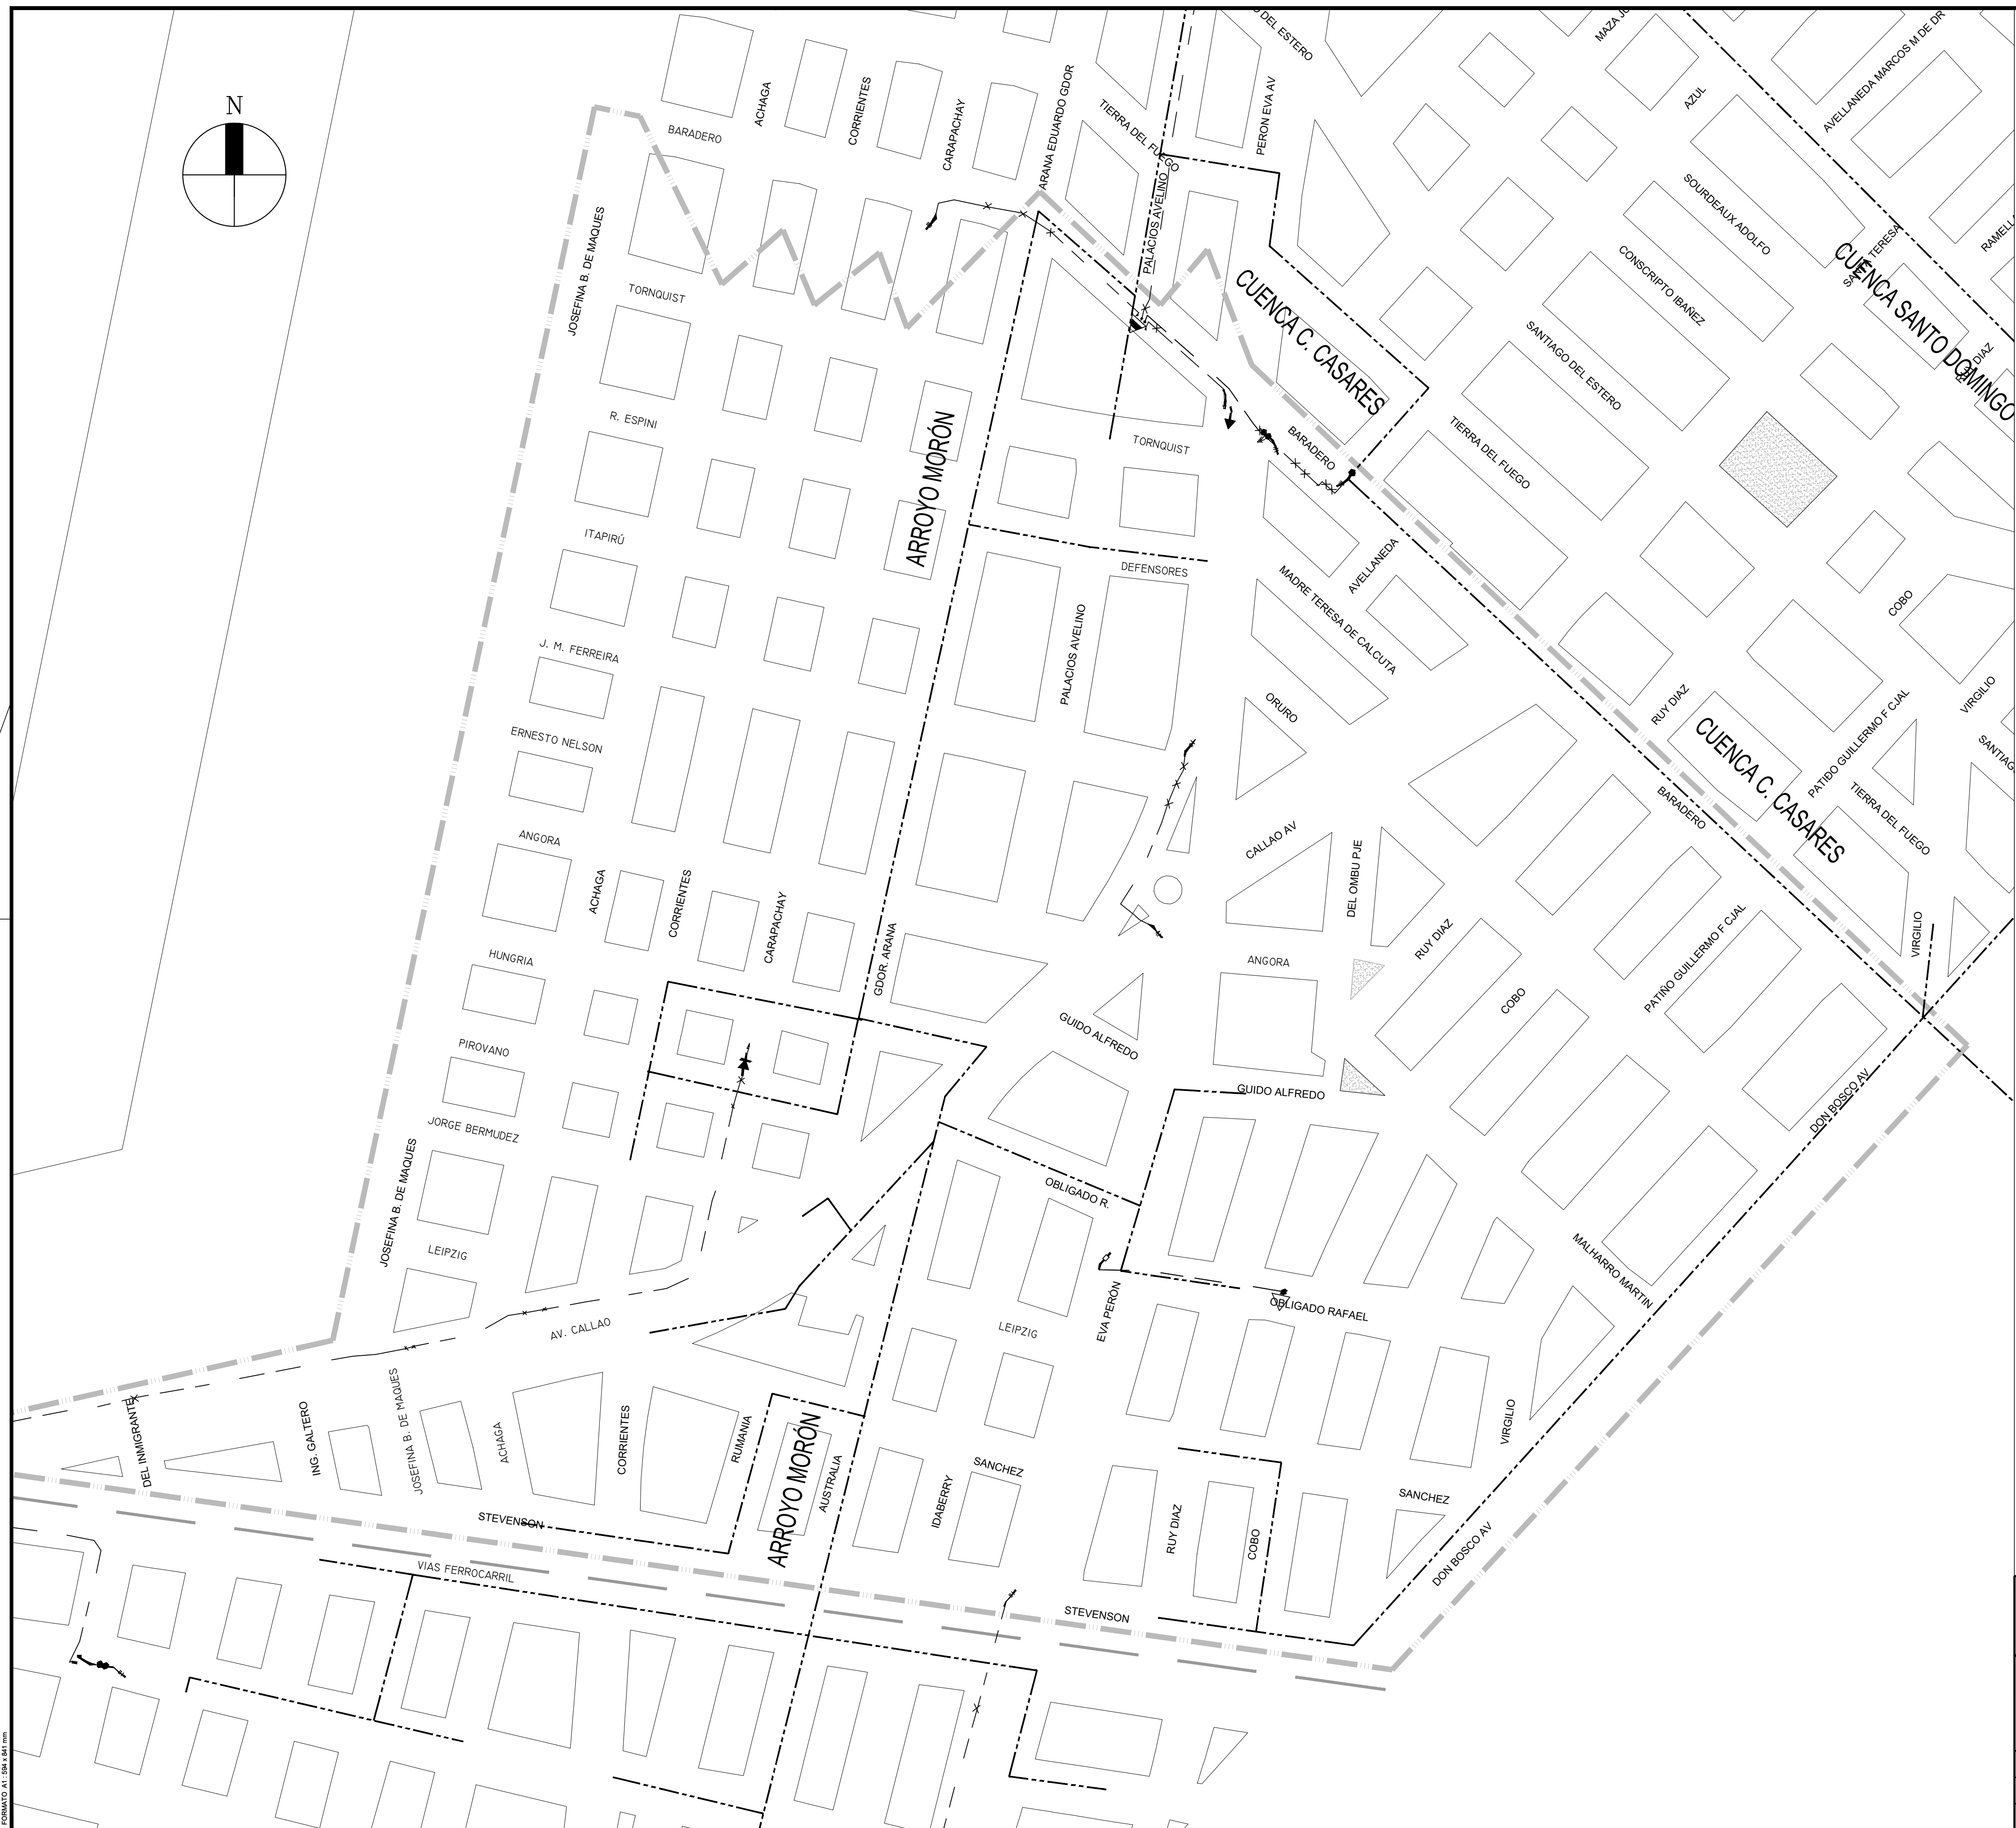 N
DEL ESTERO
AVELLANEDA MARCOS M DE DR
AZUL
BARADERO
ACHAGA
CORRIENTES
CARAPACHAY
ARANA EDUARDO GDOR
TIERRA DEL FUEGO
PERON EVA AV
PALACIOS AVELINO
SOURDEAUX ADOLFO
CONSCRIPTO IBAÑEZ
SANTIAGO DEL ESTERO
CUENCA SANTO DOMINGO
JOSEFINA B. DE MAQUES
TORNQUIST
CUENCA C. CASARES
R. ESPINI
ARROYO MORÓN
TORNQUIST
BARADERO
TIERRA DEL FUEGO
ITAPIRÚ
DEFENSORES
MADRE TERESA DE CALCUTA
AVELLANEDA
COBO
J. M. FERREIRA
PALACIOS AVELINO
ORURO
RUY DIAZ
VIRGILIO
ERNESTO NELSON
CUENCA C. CASARES
PATIDO GUILLERMO F CJAL
BARADERO
TIERRA DEL FUEGO
ANGORA
CALLAO AV
DEL OMBU PJE
ACHAGA
CORRIENTES
CARAPACHAY
GDOR. ARANA
RUY DIAZ
PATIÑO GUILLERMO F CJAL
VIRGILIO
HUNGRIA
ANGORA
COBO
PIROVANO
GUIDO ALFREDO
GUIDO ALFREDO
DON BOSCO AV
JORGE BERMUDEZ
JOSEFINA B. DE MAQUES
OBLIGADO R.
LEIPZIG
MALHARRO MARTIN
AV. CALLAO
LEIPZIG
EVA PERÓN
OBLIGADO RAFAEL
DEL INMIGRANTE
ING. GALTERO
JOSEFINA B. DE MAQUES
ACHAGA
CORRIENTES
RUMANIA
ARROYO MORÓN
AUSTRALIA
IDABERRY
SANCHEZ
VIRGILIO
SANCHEZ
STEVENSON
RUY DIAZ
COBO
DON BOSCO AV
VIAS FERROCARRIL
STEVENSON
FORMATO A1 : 594 x 841 mm